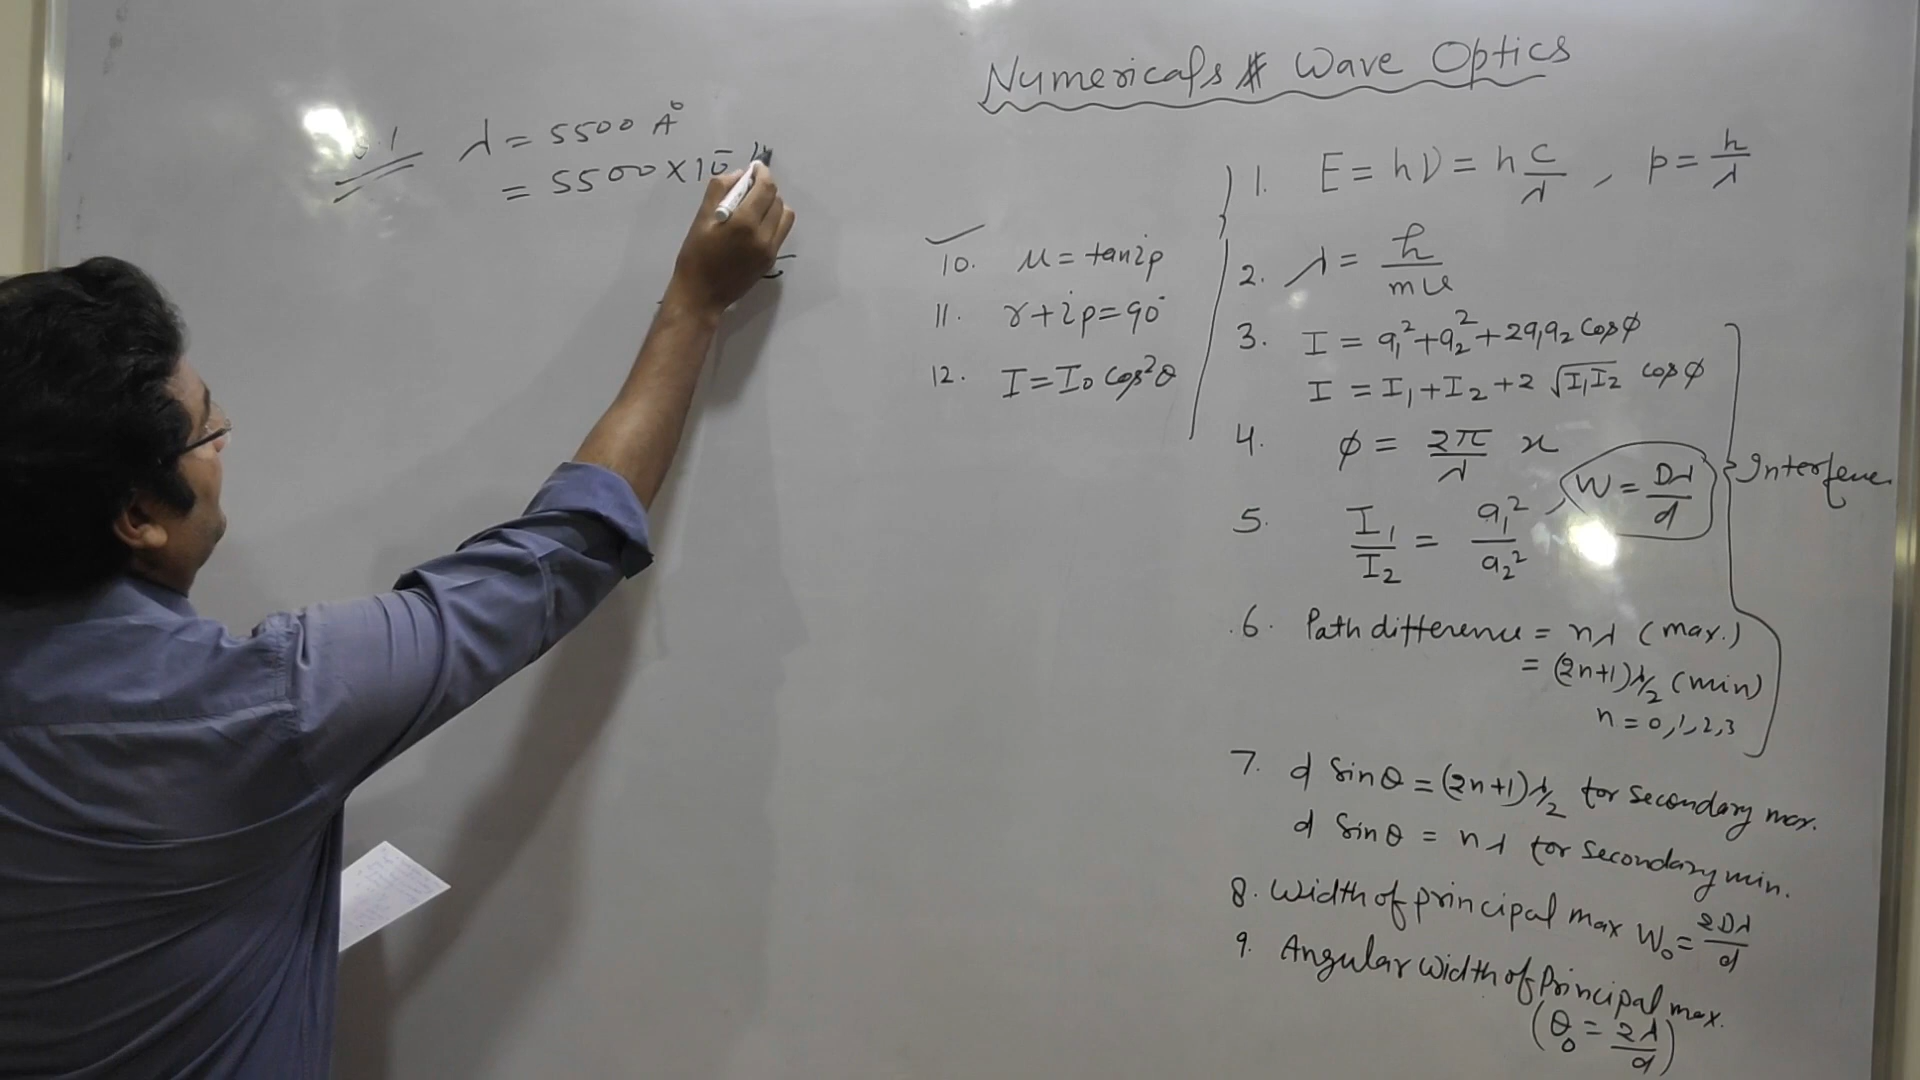 Numericals # Wave Optics
.1 λ = 5500 Å
= 5500 × 10⁻
1. E = hν = h c/λ , p = h/λ
2. λ = h/mv
3. I = a₁² + a₂² + 2a₁a₂ cos φ
I = I₁ + I₂ + 2 √I₁I₂ cos φ
4. φ = 2π/λ x
5. I₁/I₂ = a₁²/a₂² , W = Dλ/d
Interference
6. Path difference = nλ (max.)
= (2n+1)λ/2 (min)
n = 0, 1, 2, 3
7. d sin θ = (2n+1)λ/2 for secondary max.
d sin θ = nλ for secondary min.
8. Width of principal max W₀ = 2Dλ/d
9. Angular width of Principal max.
(θ₀ = 2λ/d)
10. μ = tan ip
11. r + ip = 90°
12. I = I₀ cos² θ